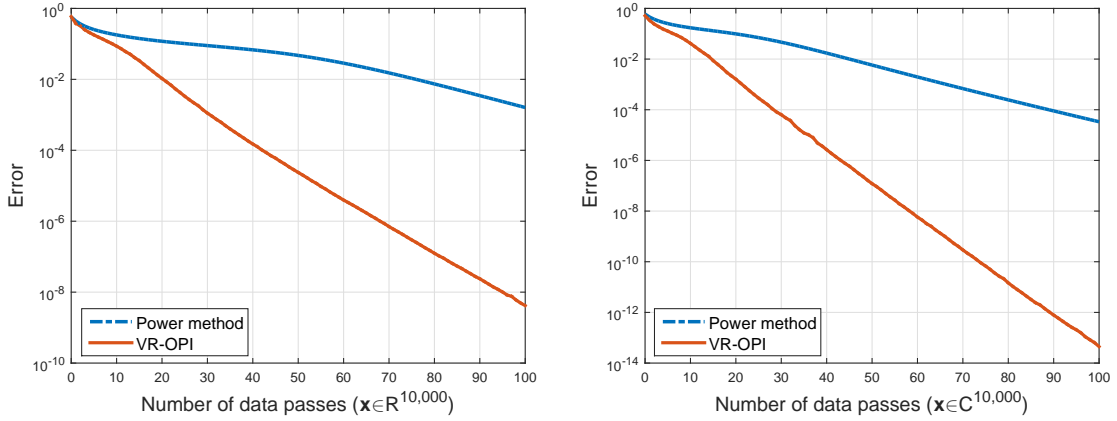 10^0
10^-2
10^-4
10^-6
10^-8
10^-10
Error
Power method
VR-OPI
0 10 20 30 40 50 60 70 80 90 100
Number of data passes (x∈R^10,000)
10^0
10^-2
10^-4
10^-6
10^-8
10^-10
10^-12
10^-14
Error
Power method
VR-OPI
0 10 20 30 40 50 60 70 80 90 100
Number of data passes (x∈C^10,000)